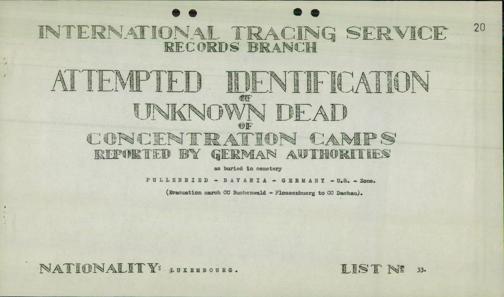 20
INTERNATIONAL TRACING SERVICE
RECORDS BRANCH
ATTEMPTED IDENTIFICATION
OF
UNKNOWN DEAD
OF
CONCENTRATION CAMPS
REPORTED BY GERMAN AUTHORITIES
as buried in cemetery
PULLENRIED - BAVARIA - GERMANY - U.S. - Zone.
(Evacuation march CC Buchenwald - Flossenbuerg to CC Dachau).
NATIONALITY: LUXEMBOURG. LIST Nº 33.